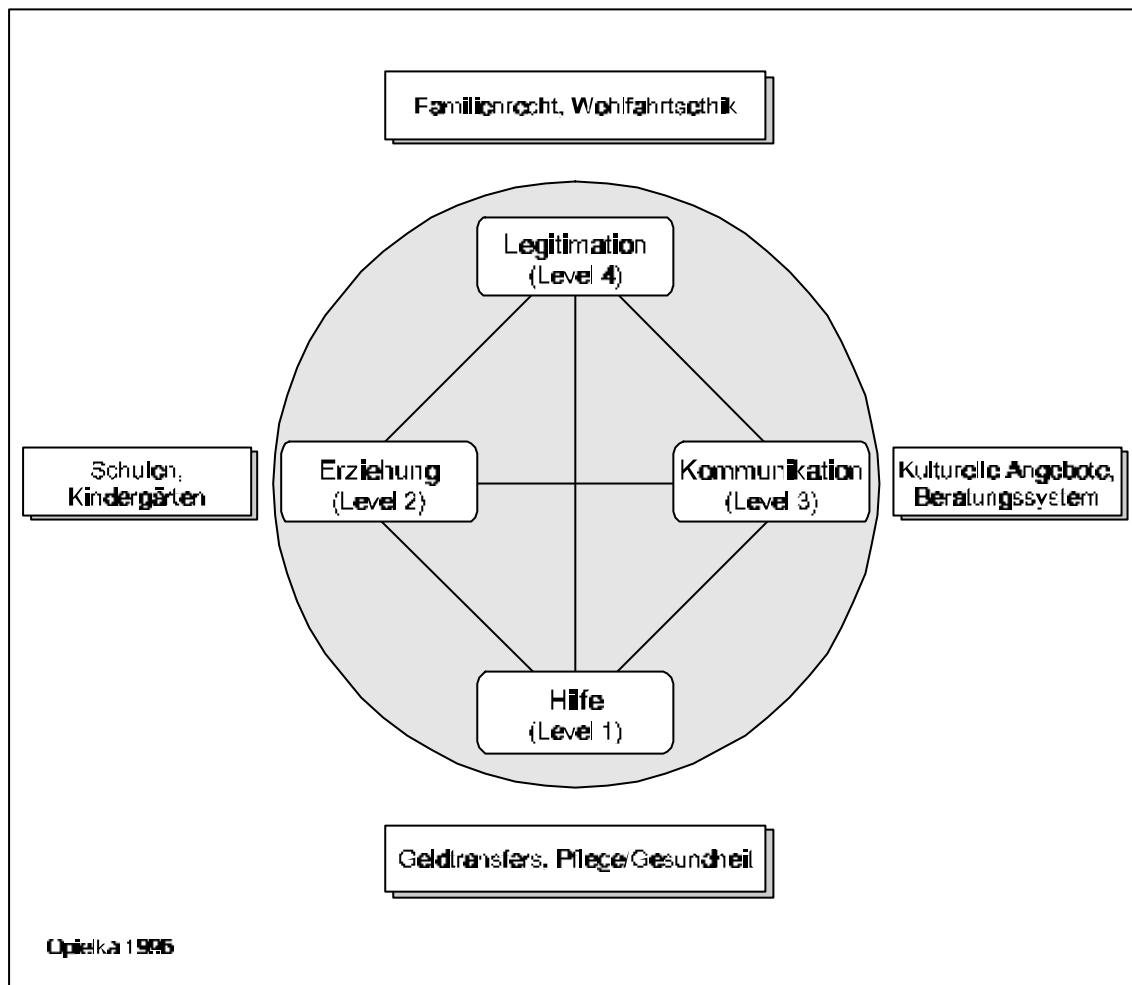 Familienrecht, Wohlfahrtsethik
Legitimation
(Level 4)
Schulen,
Kindergärten
Erziehung
(Level 2)
Kommunikation
(Level 3)
Kulturelle Angebote,
Beratungssystem
Hilfe
(Level 1)
Geldtransfers, Pflege/Gesundheit
Opielka